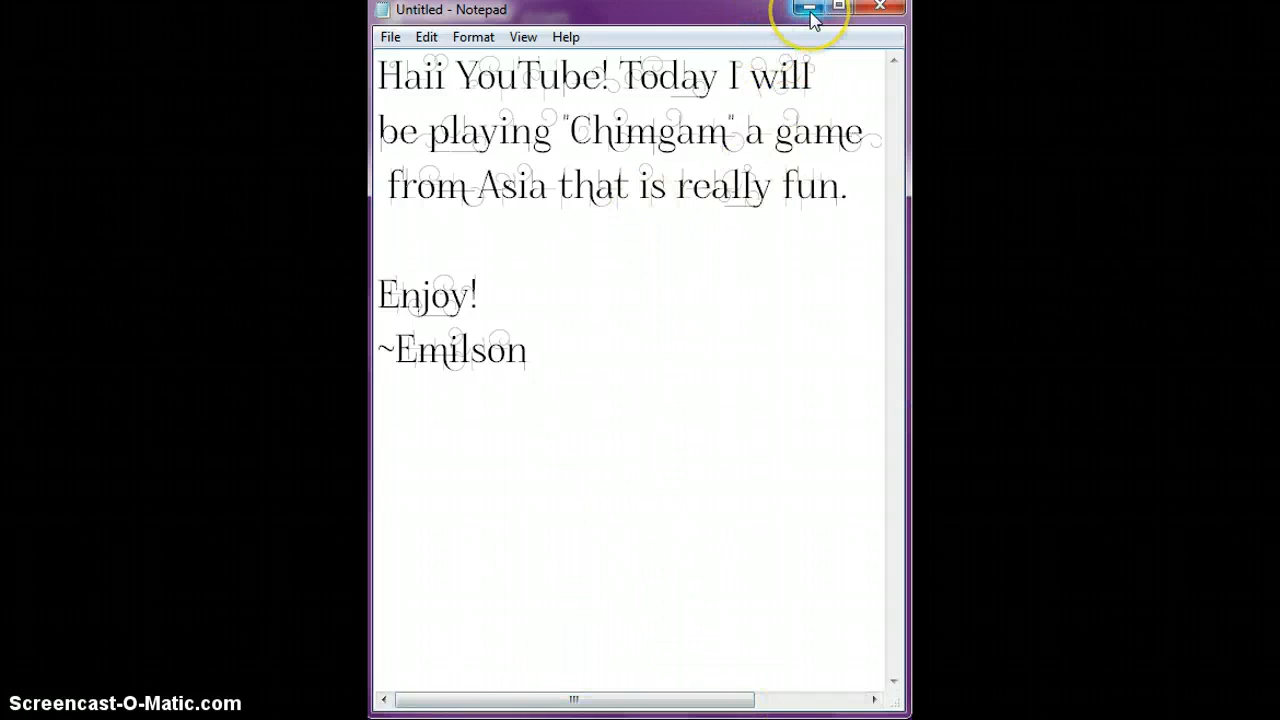 Untitled - Notepad
File Edit Format View Help
Haii YouTube! Today I will
be playing "Chimgam" a game
from Asia that is really fun.
Enjoy!
~Emilson
Screencast-O-Matic.com